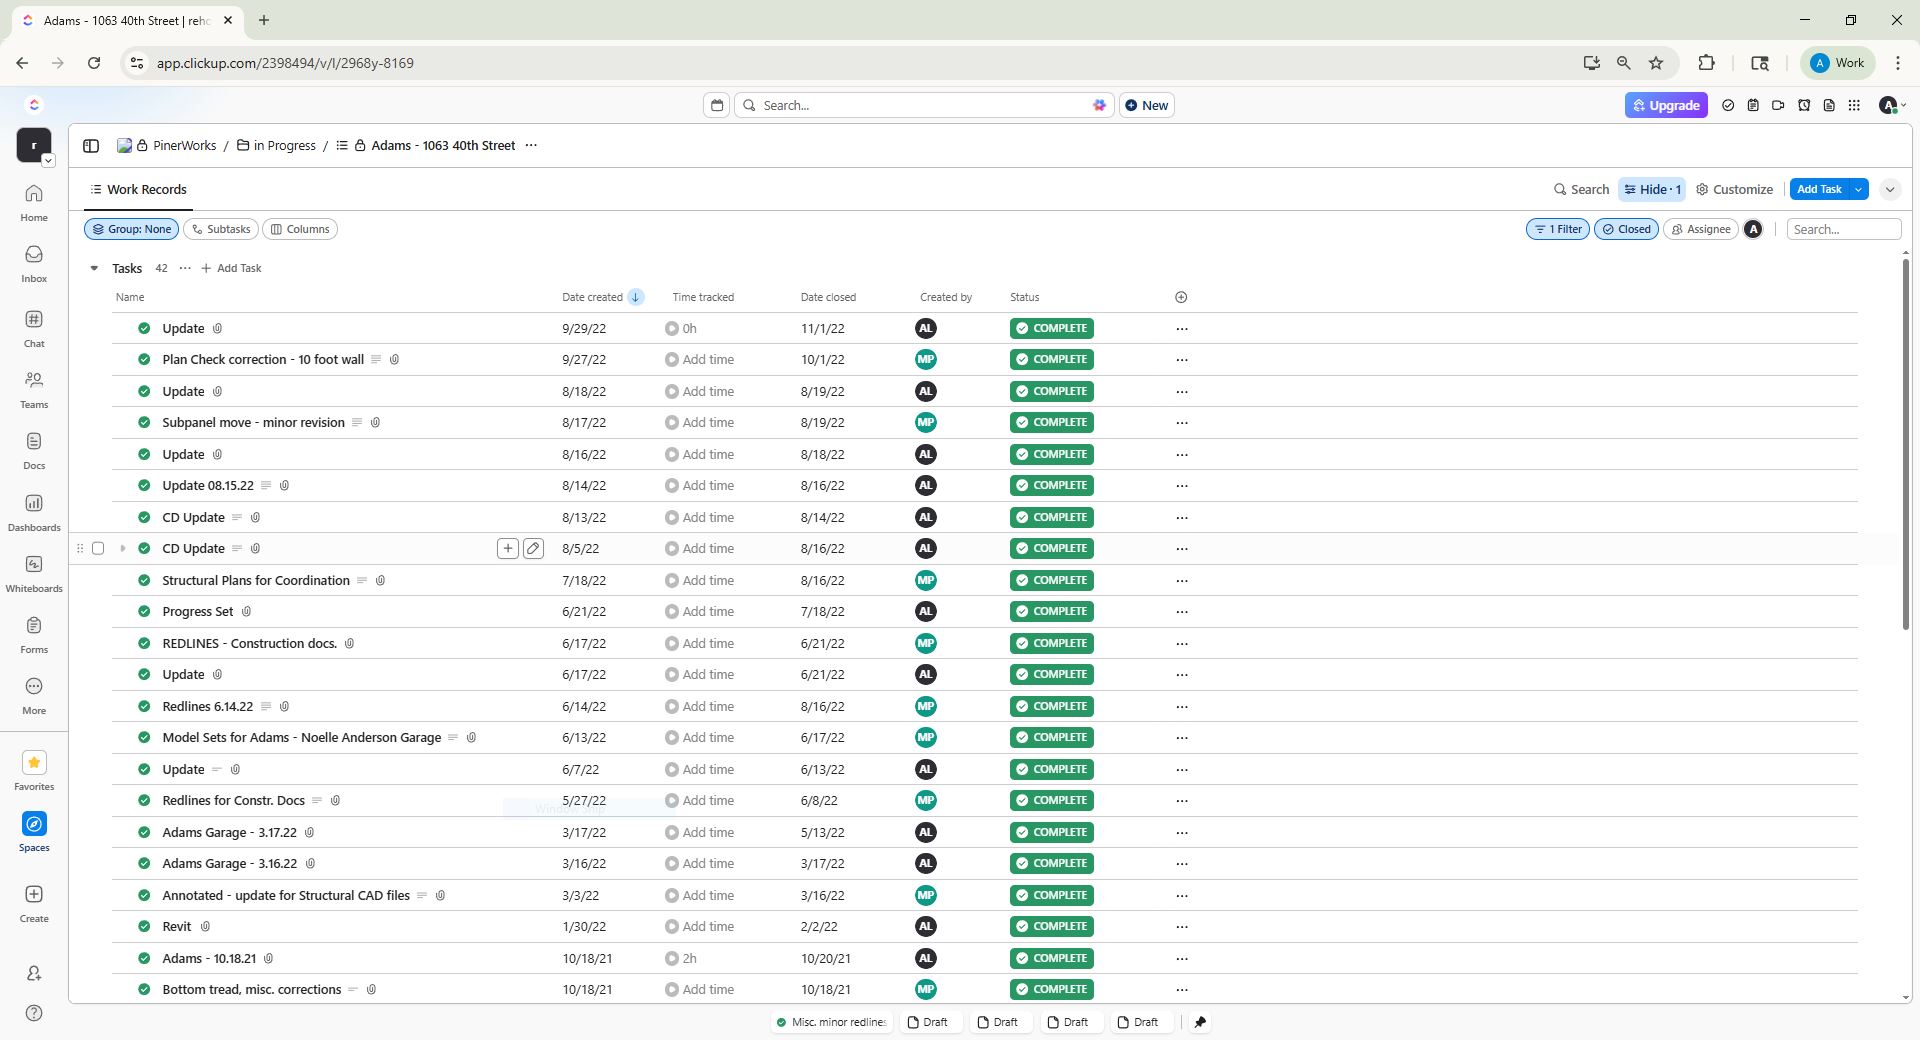 Adams - 1063 40th Street | reho
app.clickup.com/2398494/v/l/2968y-8169
A Work
Search...
New
Upgrade
A
r
PinerWorks / in Progress / Adams - 1063 40th Street ...
Work Records
Search Hide · 1 Customize Add Task
Group: None Subtasks Columns
1 Filter Closed Assignee A Search...
Tasks 42 ... + Add Task
Name Date created Time tracked Date closed Created by Status
Update 9/29/22 0h 11/1/22 AL COMPLETE ...
Plan Check correction - 10 foot wall 9/27/22 Add time 10/1/22 MP COMPLETE ...
Update 8/18/22 Add time 8/19/22 AL COMPLETE ...
Subpanel move - minor revision 8/17/22 Add time 8/19/22 MP COMPLETE ...
Update 8/16/22 Add time 8/18/22 AL COMPLETE ...
Update 08.15.22 8/14/22 Add time 8/16/22 AL COMPLETE ...
CD Update 8/13/22 Add time 8/14/22 AL COMPLETE ...
CD Update 8/5/22 Add time 8/16/22 AL COMPLETE ...
Structural Plans for Coordination 7/18/22 Add time 8/16/22 MP COMPLETE ...
Progress Set 6/21/22 Add time 7/18/22 AL COMPLETE ...
REDLINES - Construction docs. 6/17/22 Add time 6/21/22 MP COMPLETE ...
Update 6/17/22 Add time 6/21/22 AL COMPLETE ...
Redlines 6.14.22 6/14/22 Add time 8/16/22 MP COMPLETE ...
Model Sets for Adams - Noelle Anderson Garage 6/13/22 Add time 6/17/22 MP COMPLETE ...
Update 6/7/22 Add time 6/13/22 AL COMPLETE ...
Redlines for Constr. Docs 5/27/22 Add time 6/8/22 MP COMPLETE ...
Window Snip
Adams Garage - 3.17.22 3/17/22 Add time 5/13/22 AL COMPLETE ...
Adams Garage - 3.16.22 3/16/22 Add time 3/17/22 AL COMPLETE ...
Annotated - update for Structural CAD files 3/3/22 Add time 3/16/22 MP COMPLETE ...
Revit 1/30/22 Add time 2/2/22 AL COMPLETE ...
Adams - 10.18.21 10/18/21 2h 10/20/21 AL COMPLETE ...
Bottom tread, misc. corrections 10/18/21 Add time 10/18/21 MP COMPLETE ...
Home
Inbox
Chat
Teams
Docs
Dashboards
Whiteboards
Forms
More
Favorites
Spaces
Create
Misc. minor redlines Draft Draft Draft Draft